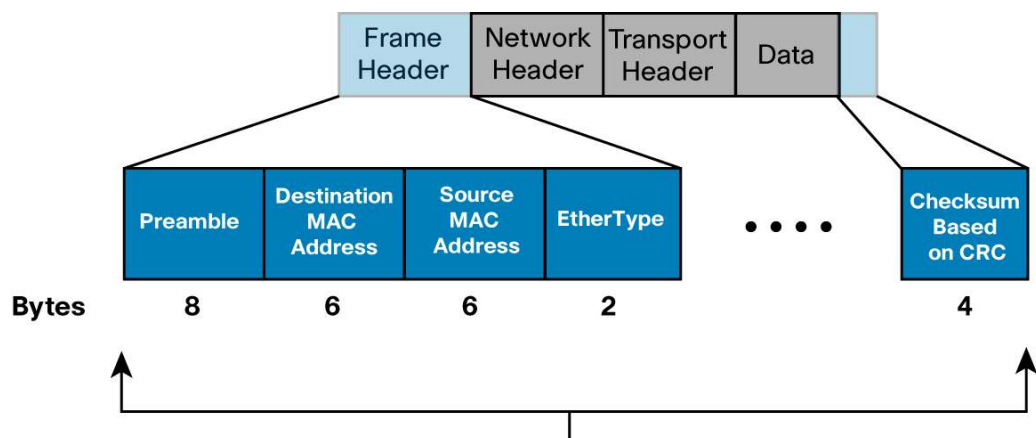 Frame
Header
Network
Header
Transport
Header
Data
Preamble
Destination
MAC
Address
Source
MAC
Address
EtherType
Checksum
Based
on CRC
Bytes 8 6 6 2 4